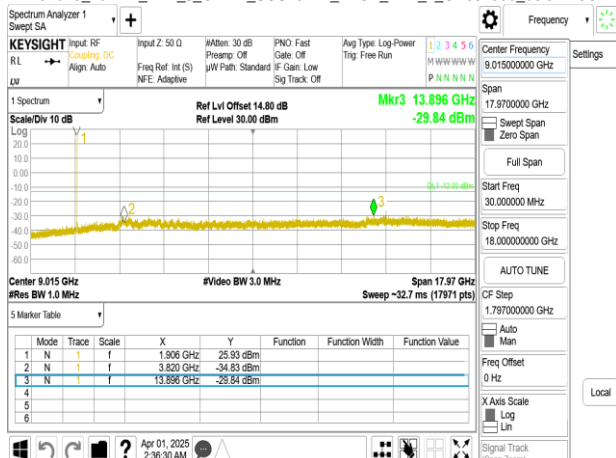 Spectrum Analyzer 1
Swept SA
Frequency
KEYSIGHT
RL
Input: RF
Coupling: DC
Align: Auto
Input Z: 50 Ω
Freq Ref: Int (S)
NFE: Adaptive
#Atten: 30 dB
Preamp: Off
µW Path: Standard
PNO: Fast
Gate: Off
IF Gain: Low
Sig Track: Off
Avg Type: Log-Power
Trig: Free Run
1 2 3 4 5 6
M W W W W W
P N N N N N
1 Spectrum
Scale/Div 10 dB
Ref Lvl Offset 14.80 dB
Ref Level 30.00 dBm
Mkr3 13.896 GHz
-29.84 dBm
Log
20.0
10.0
0.00
-10.0
-20.0
-30.0
-40.0
-50.0
-60.0
1
2
3
DL1 -13.00 dBm
Center 9.015 GHz
#Res BW 1.0 MHz
#Video BW 3.0 MHz
Span 17.97 GHz
Sweep ~32.7 ms (17971 pts)
5 Marker Table
Mode Trace Scale X Y Function Function Width Function Value
1 N 1 f 1.906 GHz 25.93 dBm
2 N 1 f 3.820 GHz -34.83 dBm
3 N 1 f 13.896 GHz -29.84 dBm
4
5
6
Apr 01, 2025
2:36:30 AM
Center Frequency
9.015000000 GHz
Span
17.9700000 GHz
Swept Span
Zero Span
Full Span
Start Freq
30.000000 MHz
Stop Freq
18.000000000 GHz
AUTO TUNE
CF Step
1.797000000 GHz
Auto
Man
Freq Offset
0 Hz
X Axis Scale
Log
Lin
Signal Track
Settings
Local